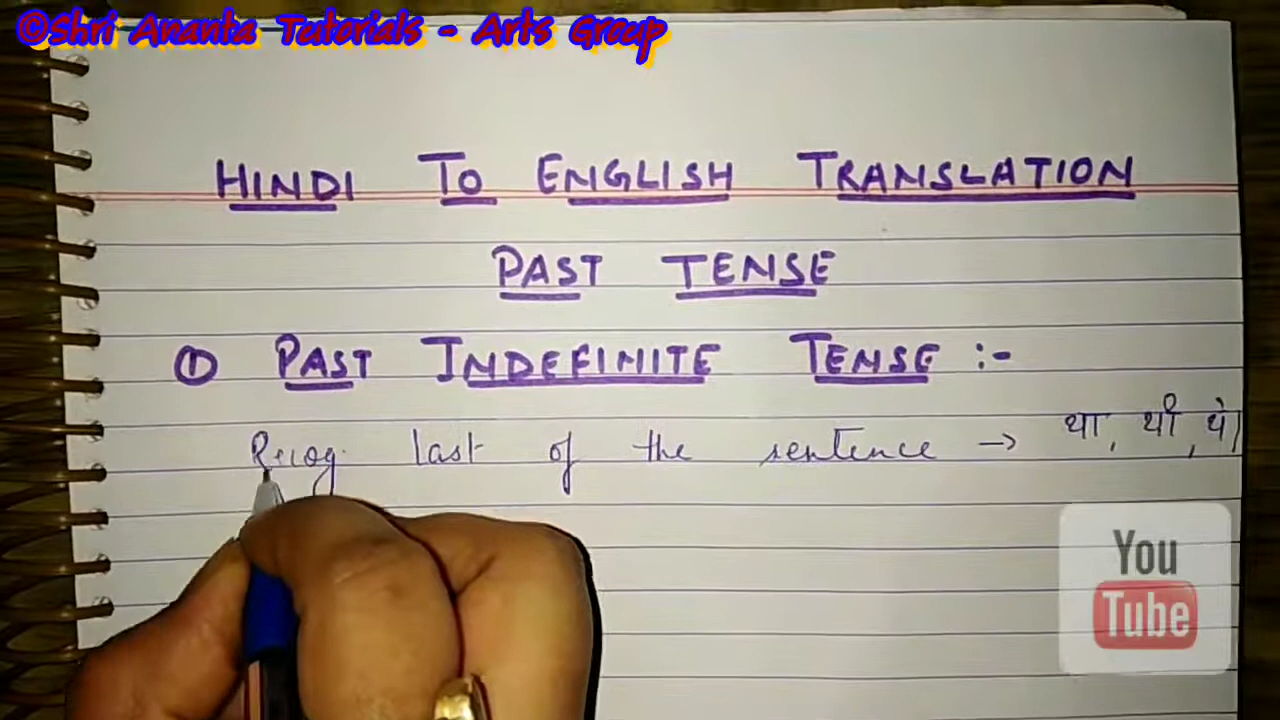 ©Shri Ananta Tutorials - Arts Group
HINDI TO ENGLISH TRANSLATION
PAST TENSE
① PAST INDEFINITE TENSE :-
Recog. last of the sentence → था, थी, थे।
You
Tube